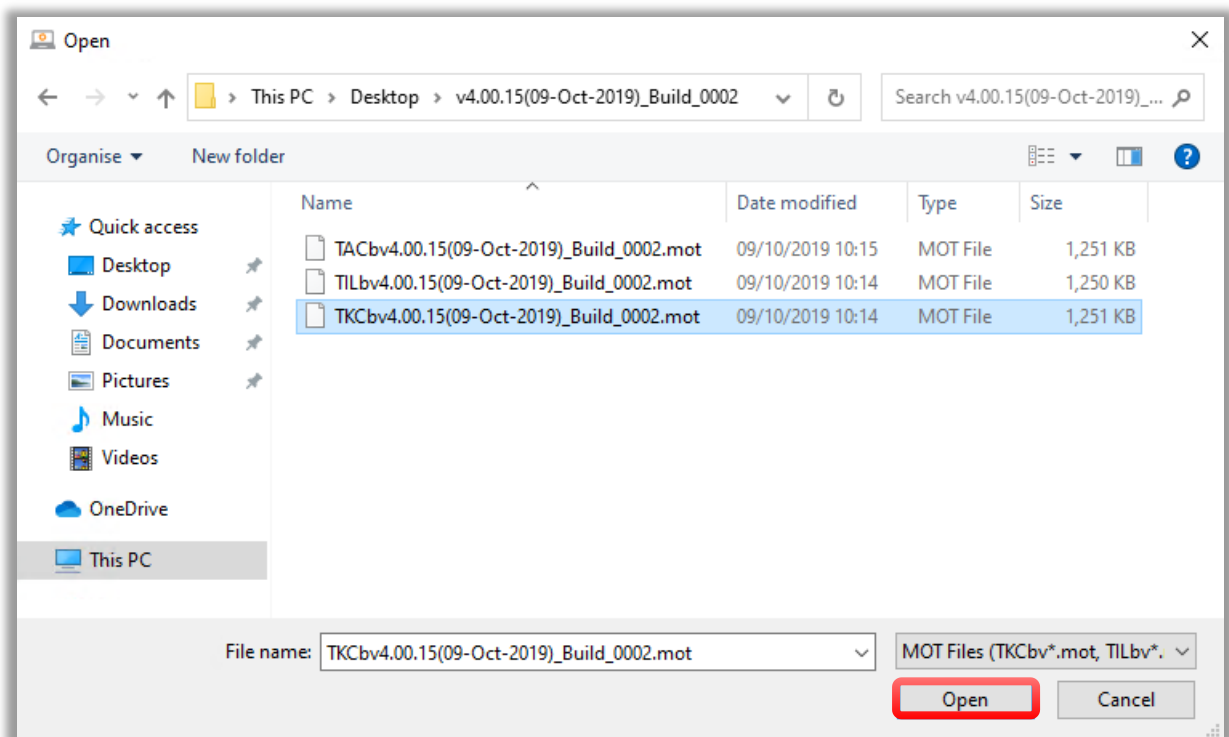 Open
This PC > Desktop > v4.00.15(09-Oct-2019)_Build_0002
Search v4.00.15(09-Oct-2019)_...
Organise New folder
Name Date modified Type Size
Quick access
Desktop
Downloads
Documents
Pictures
Music
Videos
OneDrive
This PC
TACbv4.00.15(09-Oct-2019)_Build_0002.mot 09/10/2019 10:15 MOT File 1,251 KB
TILbv4.00.15(09-Oct-2019)_Build_0002.mot 09/10/2019 10:14 MOT File 1,250 KB
TKCbv4.00.15(09-Oct-2019)_Build_0002.mot 09/10/2019 10:14 MOT File 1,251 KB
File name: TKCbv4.00.15(09-Oct-2019)_Build_0002.mot
MOT Files (TKCbv*.mot, TILbv*.
Open Cancel